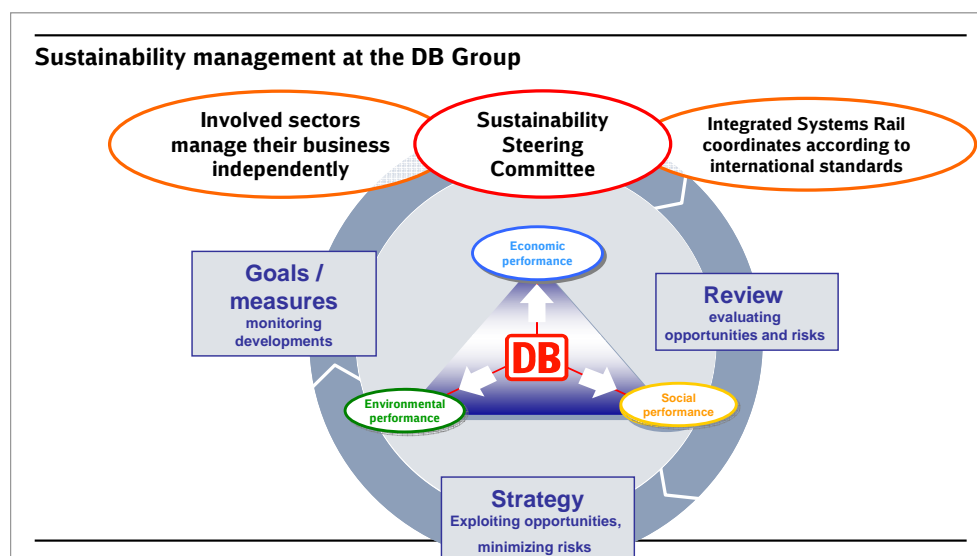 Sustainability management at the DB Group
Involved sectors
manage their business
independently
Sustainability
Steering
Committee
Integrated Systems Rail
coordinates according to
international standards
Economic
performance
Goals /
measures
monitoring
developments
Review
evaluating
opportunities and risks
DB
Environmental
performance
Social
performance
Strategy
Exploiting opportunities,
minimizing risks